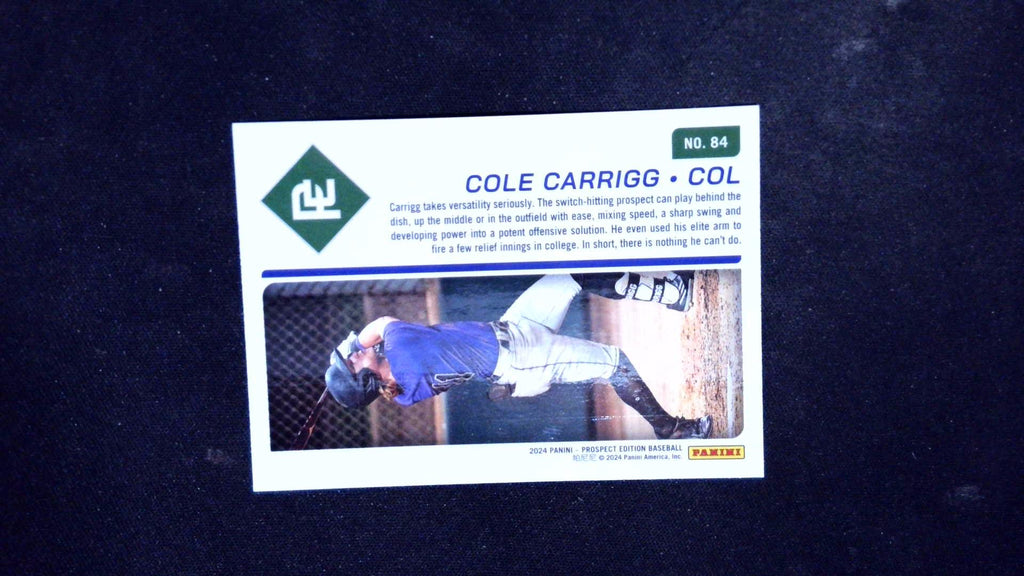 NO. 84
COLE CARRIGG • COL
Carrigg takes versatility seriously. The switch-hitting prospect can play behind the
dish, up the middle or in the outfield with ease, mixing speed, a sharp swing and
developing power into a potent offensive solution. He even used his elite arm to
fire a few relief innings in college. In short, there is nothing he can't do.
2024 PANINI - PROSPECT EDITION BASEBALL
帕尼尼 © 2024 Panini America, Inc.
PANINI